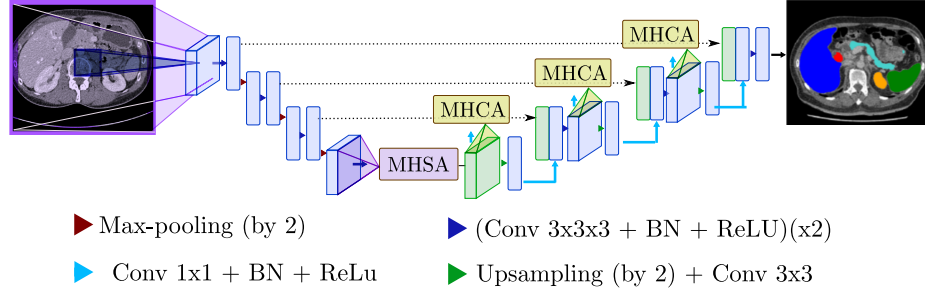 MHCA
MHCA
MHCA
MHSA
Max-pooling (by 2)
(Conv 3x3x3 + BN + ReLU)(x2)
Conv 1x1 + BN + ReLu
Upsampling (by 2) + Conv 3x3